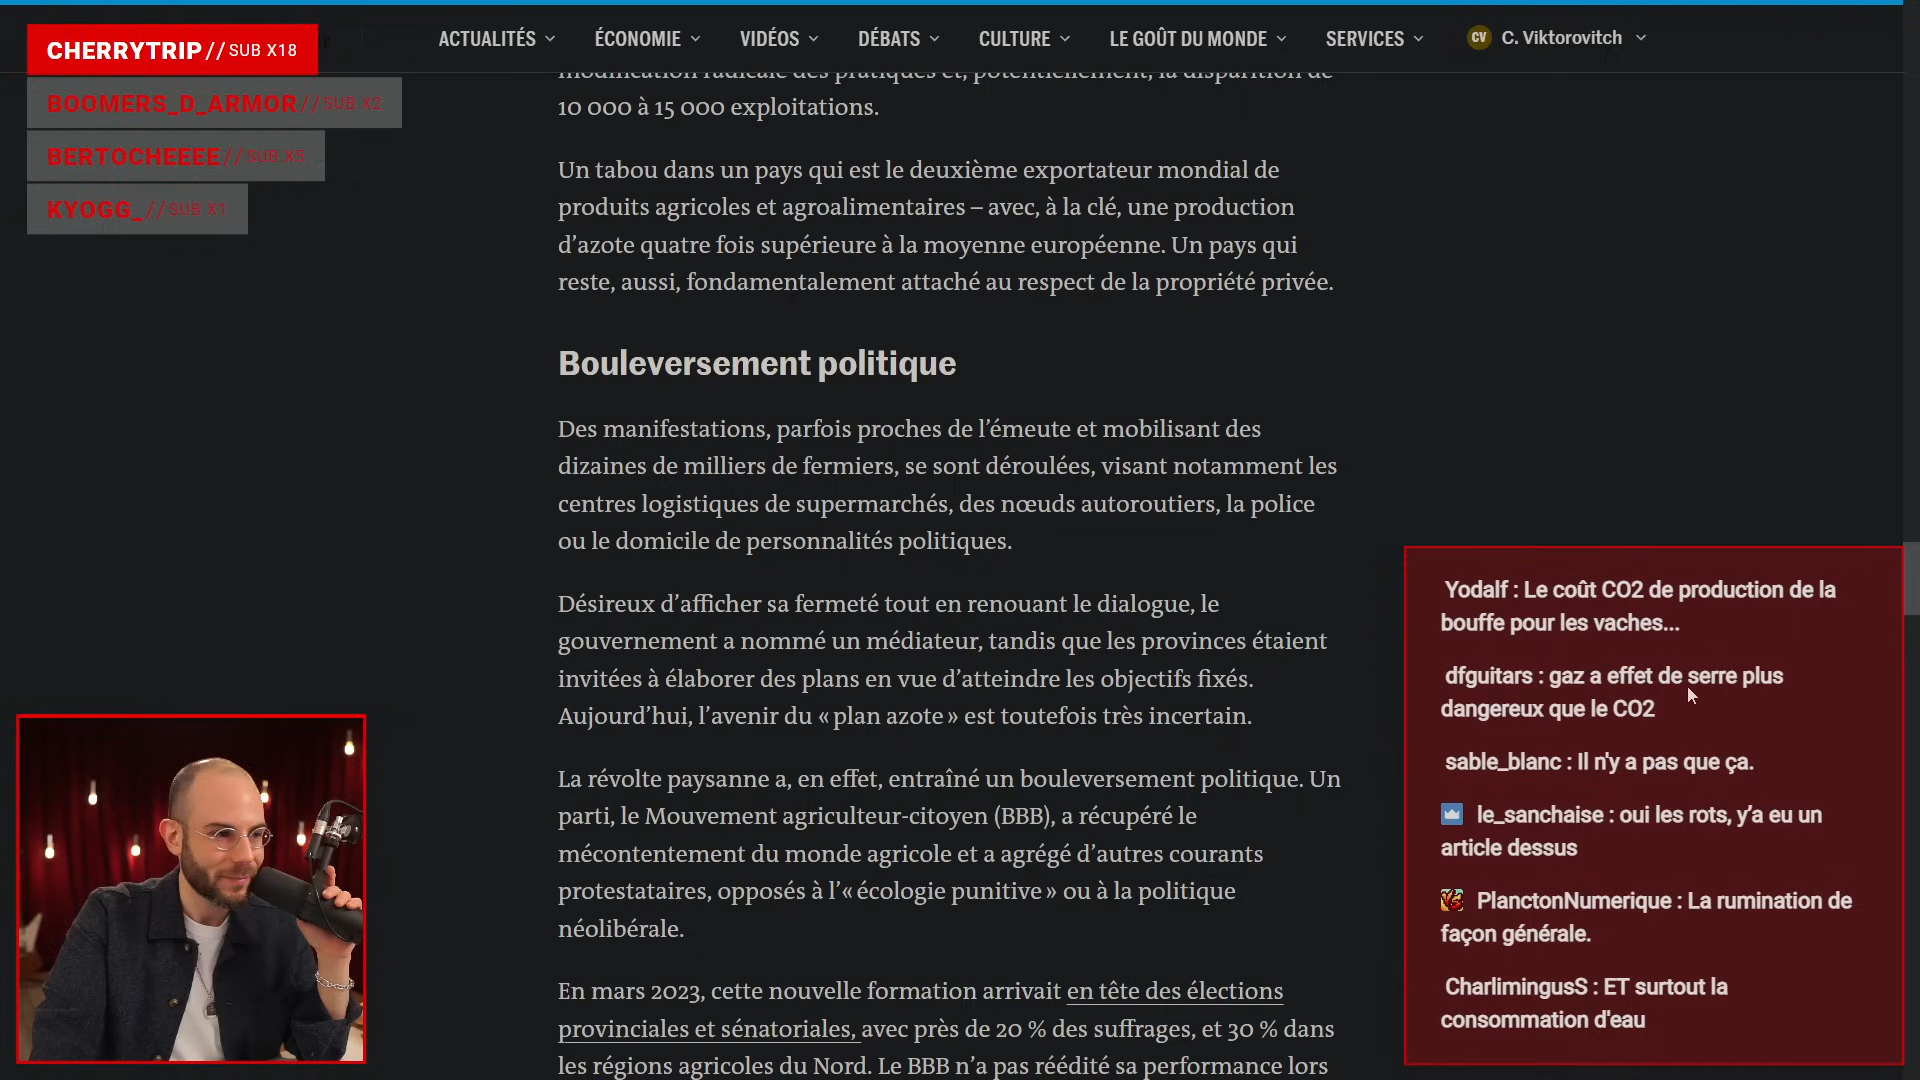 CHERRYTRIP // SUB X18
BOOMERS_D_ARMOR // SUB X2
BERTOCHEEEE // SUB X5
KYOGG_ // SUB X1
ACTUALITÉS ÉCONOMIE VIDÉOS DÉBATS CULTURE LE GOÛT DU MONDE SERVICES CV C. Viktorovitch
modification radicale des pratiques et, potentiellement, la disparition de
10 000 à 15 000 exploitations.
Un tabou dans un pays qui est le deuxième exportateur mondial de
produits agricoles et agroalimentaires – avec, à la clé, une production
d’azote quatre fois supérieure à la moyenne européenne. Un pays qui
reste, aussi, fondamentalement attaché au respect de la propriété privée.
Bouleversement politique
Des manifestations, parfois proches de l’émeute et mobilisant des
dizaines de milliers de fermiers, se sont déroulées, visant notamment les
centres logistiques de supermarchés, des nœuds autoroutiers, la police
ou le domicile de personnalités politiques.
Désireux d’afficher sa fermeté tout en renouant le dialogue, le
gouvernement a nommé un médiateur, tandis que les provinces étaient
invitées à élaborer des plans en vue d’atteindre les objectifs fixés.
Aujourd’hui, l’avenir du « plan azote » est toutefois très incertain.
La révolte paysanne a, en effet, entraîné un bouleversement politique. Un
parti, le Mouvement agriculteur-citoyen (BBB), a récupéré le
mécontentement du monde agricole et a agrégé d’autres courants
protestataires, opposés à l’« écologie punitive » ou à la politique
néolibérale.
En mars 2023, cette nouvelle formation arrivait en tête des élections
provinciales et sénatoriales, avec près de 20 % des suffrages, et 30 % dans
les régions agricoles du Nord. Le BBB n’a pas réédité sa performance lors
Yodalf : Le coût CO2 de production de la
bouffe pour les vaches...
dfguitars : gaz a effet de serre plus
dangereux que le CO2
sable_blanc : Il n'y a pas que ça.
le_sanchaise : oui les rots, y’a eu un
article dessus
PlanctonNumerique : La rumination de
façon générale.
CharlimingusS : ET surtout la
consommation d'eau